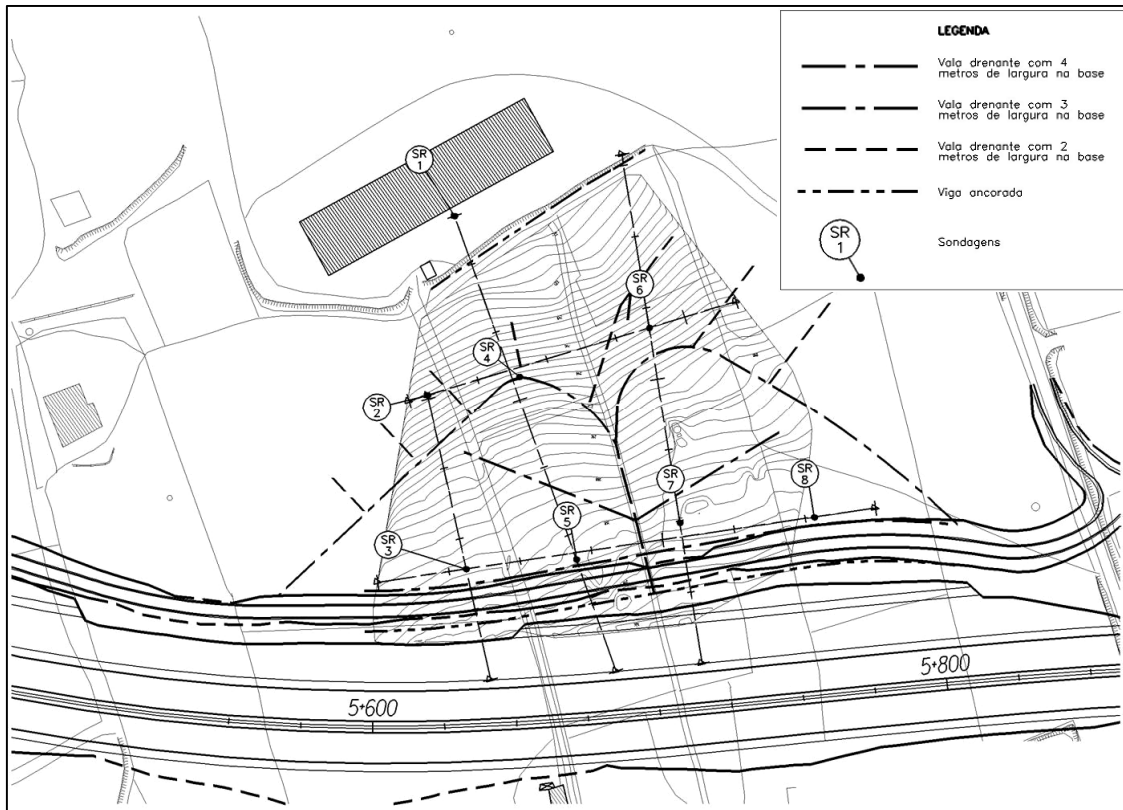 LEGENDA
Vala drenante com 4
metros de largura na base
Vala drenante com 3
metros de largura na base
Vala drenante com 2
metros de largura na base
Viga ancorada
SR
1
Sondagens
SR
1
SR
6
SR
4
SR
2
SR
7
SR
8
SR
5
SR
3
5+800
5+600